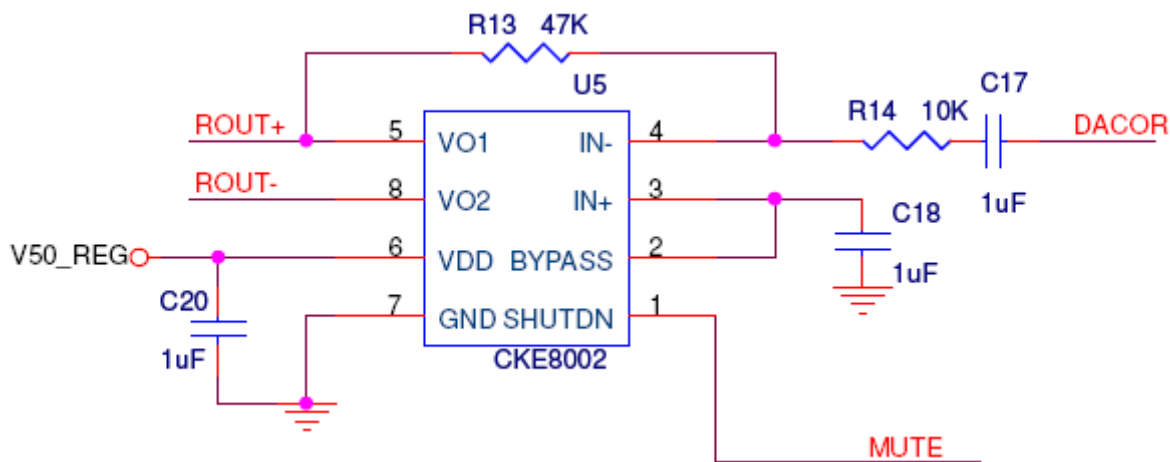 R13 47K
U5
C17
R14 10K
DACOR
ROUT+
5 VO1 IN- 4
ROUT-
8 VO2 IN+ 3
C18
1uF
V50_REG
6 VDD BYPASS 2
1uF
C20
7 GND SHUTDN 1
1uF
CKE8002
MUTE